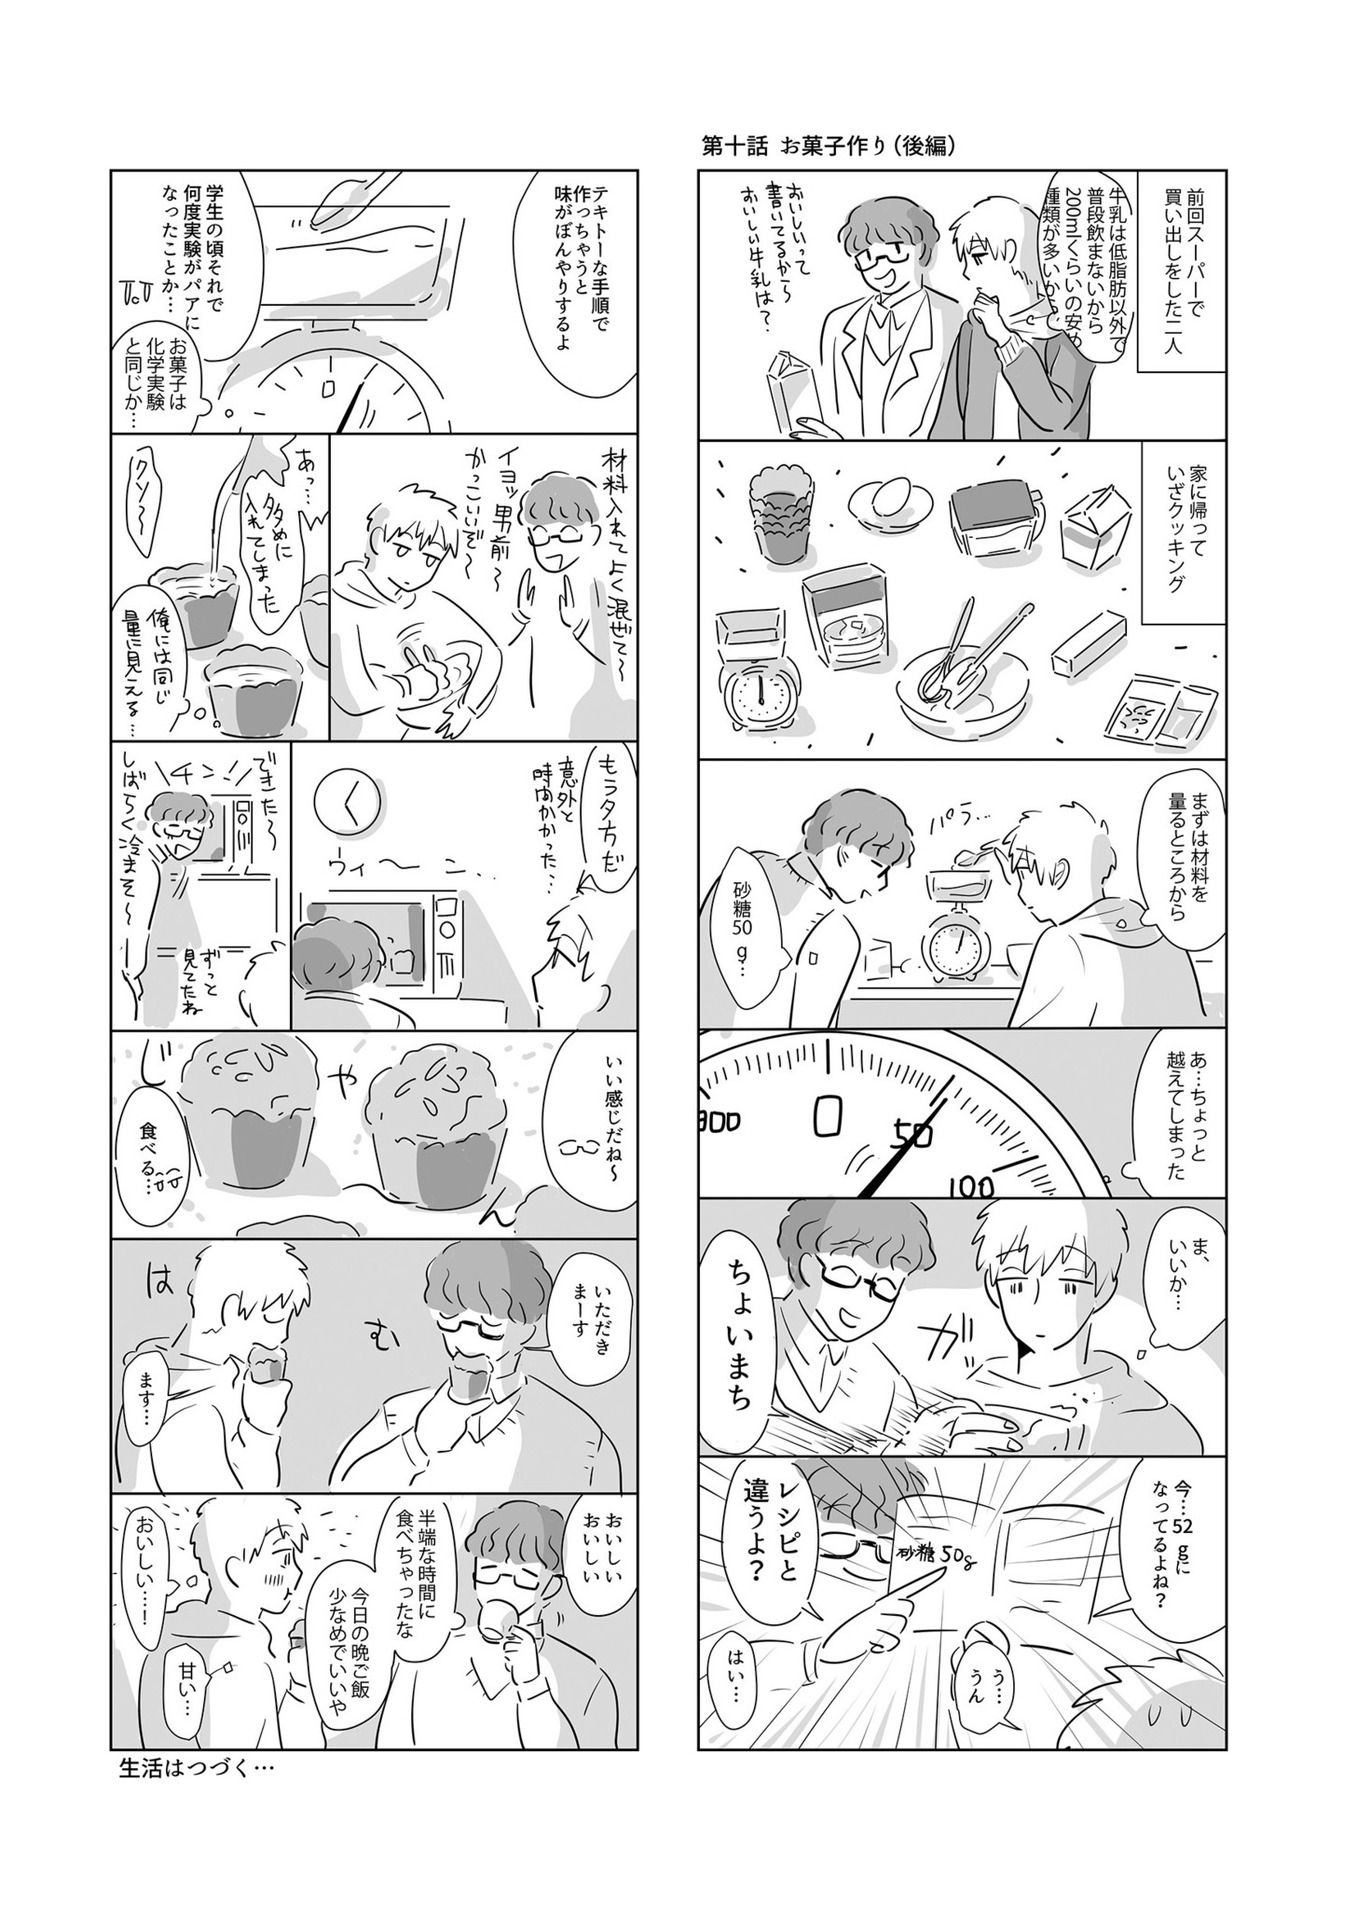 第十話 お菓子作り（後編）
前回スーパーで
買い出しをした二人
牛乳は低脂肪以外で
普段飲まないから
200mlくらいの安め
種類が多いから
おいしいって
書いてるから
おいしい牛乳は？
家に帰って
いざクッキング
まずは材料を
量るところから
パラ…
砂糖50
g…
あ…ちょっと
越えてしまった
300
0
50
100
ま、
いいか…
ガッ
ちょいまち
今…52gに
なってるよね？
砂糖50g
レシピと
違うよ？
う…
うん
はい…
テキトーな手順で
作っちゃうと
味がぼんやりするよ
学生の頃それで
何度実験がパアに
なったことか…
お菓子は
化学実験
と同じか…
0
材料入れてよく混ぜて～
イヨッ男前～
かっこいいぞ～
あっ…
多めに
入れてしまった
クソ～
俺には同じ
量に見える…
もう夕方だ
意外と
時間かかった…
ウィ～ン…
できた～
チン！
しばらく冷まそ～
ずっと
見てたね
いい感じだね～
じゃん
食べる…
いただき
まーす
はむ
ます…
おいしい
おいしい
半端な時間に
食べちゃったな
今日の晩ご飯
少なめでいいや
おいしい…！
甘い…
生活はつづく…